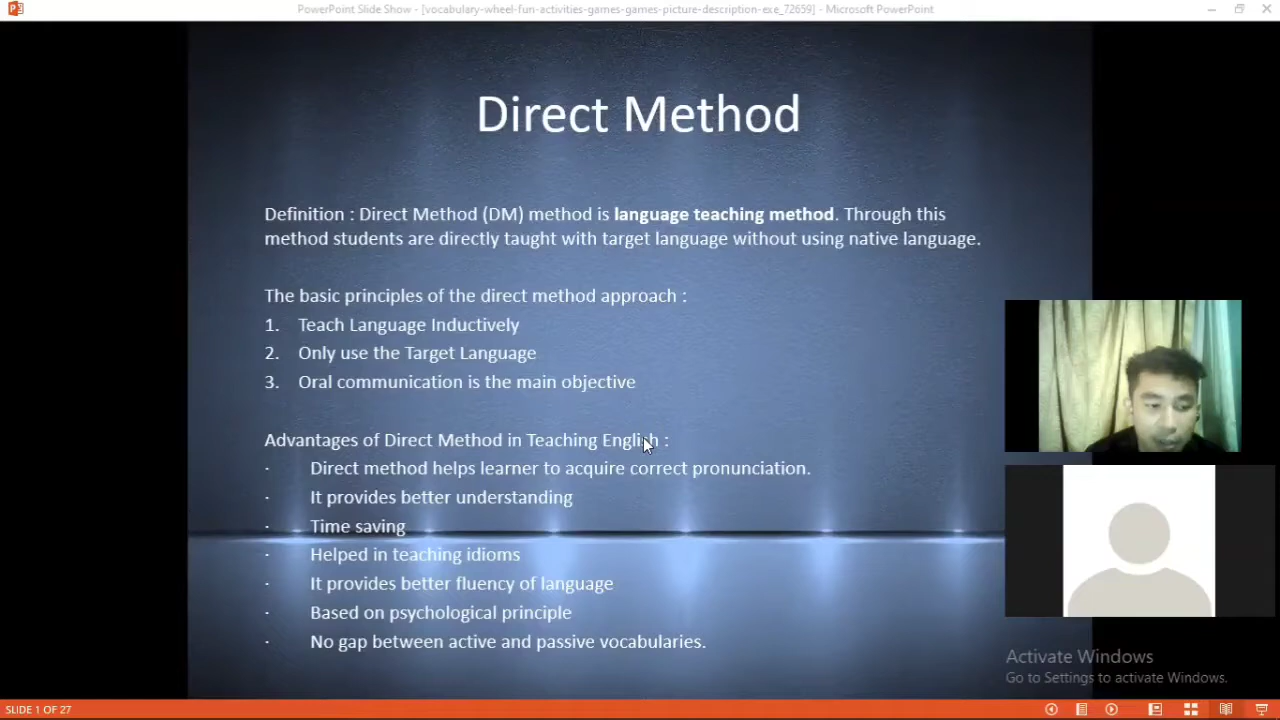 PowerPoint Slide Show - [vocabulary-wheel-fun-activities-games-games-picture-description-exe_72659] - Microsoft PowerPoint
Direct Method
Definition : Direct Method (DM) method is language teaching method. Through this
method students are directly taught with target language without using native language.
The basic principles of the direct method approach :
1. Teach Language Inductively
2. Only use the Target Language
3. Oral communication is the main objective
Advantages of Direct Method in Teaching English :
· Direct method helps learner to acquire correct pronunciation.
· It provides better understanding
· Time saving
· Helped in teaching idioms
· It provides better fluency of language
· Based on psychological principle
· No gap between active and passive vocabularies.
Activate Windows
Go to Settings to activate Windows.
SLIDE 1 OF 27